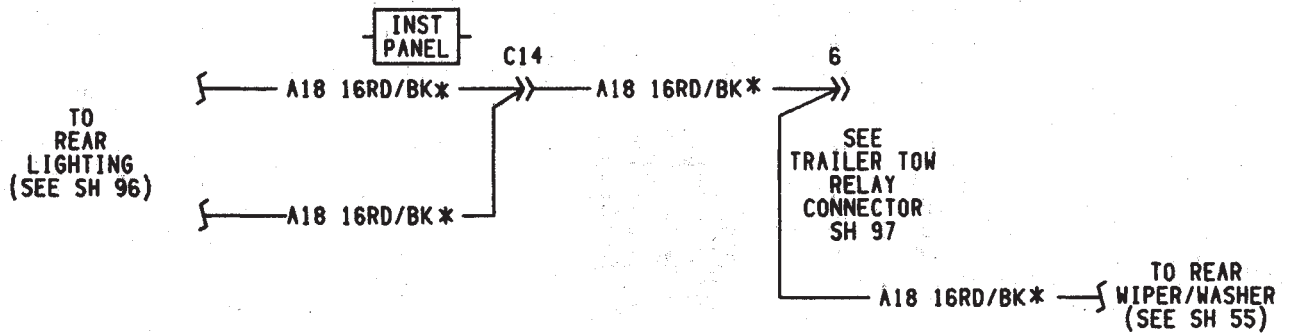 INST
PANEL
C14
6
A18 16RD/BK*
A18 16RD/BK*
TO
REAR
LIGHTING
(SEE SH 96)
SEE
TRAILER TOW
RELAY
CONNECTOR
SH 97
A18 16RD/BK*
A18 16RD/BK*
TO REAR
WIPER/WASHER
(SEE SH 55)